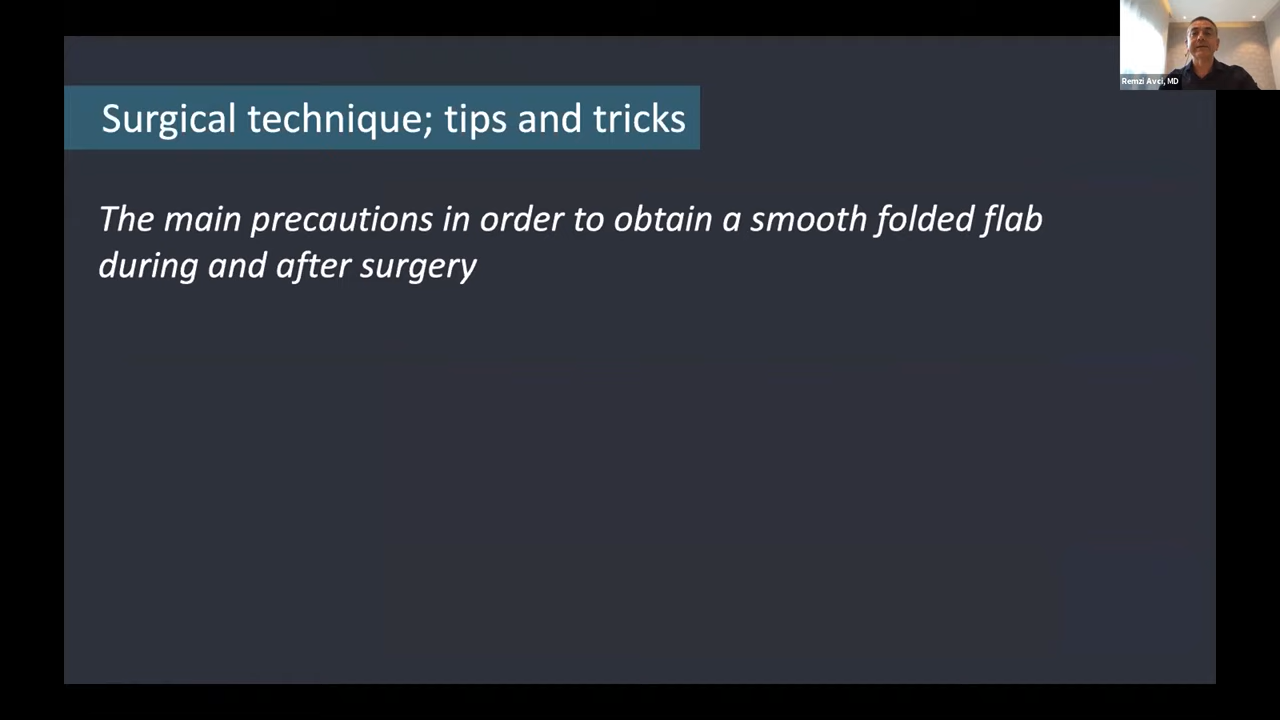 Remzi Avci, MD
Surgical technique; tips and tricks
The main precautions in order to obtain a smooth folded flab
during and after surgery